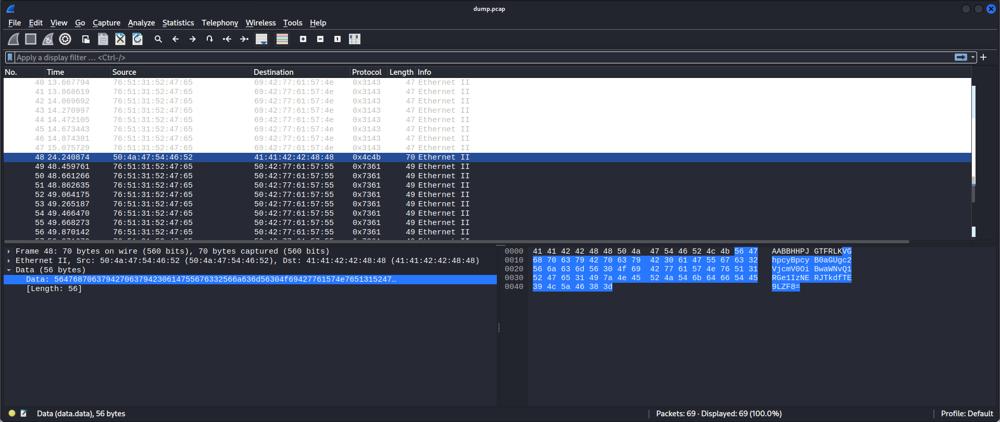 dump.pcap
File Edit View Go Capture Analyze Statistics Telephony Wireless Tools Help
Apply a display filter … <Ctrl-/>
No. Time Source Destination Protocol Length Info
40 13.667794 76:51:31:52:47:65 69:42:77:61:57:4e 0x3143 47 Ethernet II
41 13.868619 76:51:31:52:47:65 69:42:77:61:57:4e 0x3143 47 Ethernet II
42 14.069692 76:51:31:52:47:65 69:42:77:61:57:4e 0x3143 47 Ethernet II
43 14.270997 76:51:31:52:47:65 69:42:77:61:57:4e 0x3143 47 Ethernet II
44 14.472105 76:51:31:52:47:65 69:42:77:61:57:4e 0x3143 47 Ethernet II
45 14.673443 76:51:31:52:47:65 69:42:77:61:57:4e 0x3143 47 Ethernet II
46 14.874381 76:51:31:52:47:65 69:42:77:61:57:4e 0x3143 47 Ethernet II
47 15.075729 76:51:31:52:47:65 69:42:77:61:57:4e 0x3143 47 Ethernet II
48 24.240874 50:4a:47:54:46:52 41:41:42:42:48:48 0x4c4b 70 Ethernet II
49 48.459761 76:51:31:52:47:65 50:42:77:61:57:55 0x7361 49 Ethernet II
50 48.661266 76:51:31:52:47:65 50:42:77:61:57:55 0x7361 49 Ethernet II
51 48.862635 76:51:31:52:47:65 50:42:77:61:57:55 0x7361 49 Ethernet II
52 49.064175 76:51:31:52:47:65 50:42:77:61:57:55 0x7361 49 Ethernet II
53 49.265187 76:51:31:52:47:65 50:42:77:61:57:55 0x7361 49 Ethernet II
54 49.466470 76:51:31:52:47:65 50:42:77:61:57:55 0x7361 49 Ethernet II
55 49.668273 76:51:31:52:47:65 50:42:77:61:57:55 0x7361 49 Ethernet II
56 49.870142 76:51:31:52:47:65 50:42:77:61:57:55 0x7361 49 Ethernet II
Frame 48: 70 bytes on wire (560 bits), 70 bytes captured (560 bits)
Ethernet II, Src: 50:4a:47:54:46:52 (50:4a:47:54:46:52), Dst: 41:41:42:42:48:48 (41:41:42:42:48:48)
Data (56 bytes)
Data: 564768706379427063794230614755676332566a636d56304f69427761574e7651315247…
[Length: 56]
0000 41 41 42 42 48 48 50 4a 47 54 46 52 4c 4b 56 47 AABBHHPJ GTFRLKVG
0010 68 70 63 79 42 70 63 79 42 30 61 47 55 67 63 32 hpcyBpcy B0aGUgc2
0020 56 6a 63 6d 56 30 4f 69 42 77 61 57 4e 76 51 31 VjcmV0Oi BwaWNvQ1
0030 52 47 65 31 49 7a 4e 45 52 4a 54 6b 64 66 54 45 RGe1IzNE RJTkdfTE
0040 39 4c 5a 46 38 3d 9LZF8=
Data (data.data), 56 bytes
Packets: 69 · Displayed: 69 (100.0%)
Profile: Default